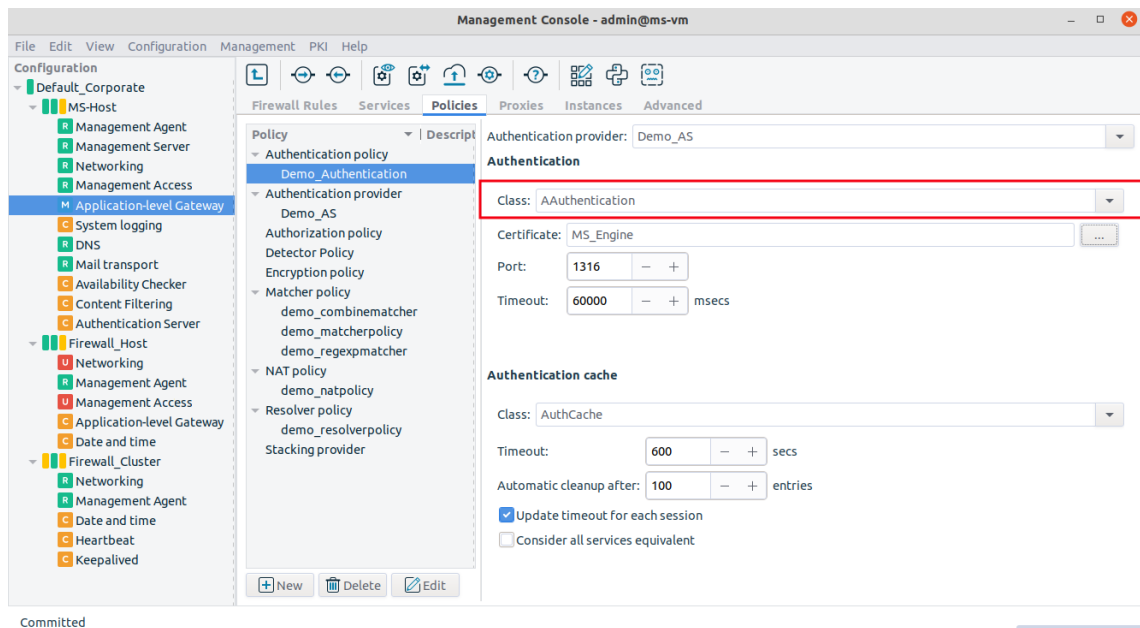 Management Console - admin@ms-vm
File Edit View Configuration Management PKI Help
Configuration
Default_Corporate
MS-Host
R Management Agent
R Management Server
R Networking
R Management Access
M Application-level Gateway
C System logging
R DNS
R Mail transport
C Availability Checker
C Content Filtering
C Authentication Server
Firewall_Host
U Networking
R Management Agent
U Management Access
C Application-level Gateway
C Date and time
Firewall_Cluster
R Networking
R Management Agent
C Date and time
C Heartbeat
C Keepalived
Firewall Rules Services Policies Proxies Instances Advanced
Policy Descript
Authentication policy
Demo_Authentication
Authentication provider
Demo_AS
Authorization policy
Detector Policy
Encryption policy
Matcher policy
demo_combinematcher
demo_matcherpolicy
demo_regexpmatcher
NAT policy
demo_natpolicy
Resolver policy
demo_resolverpolicy
Stacking provider
New Delete Edit
Authentication provider: Demo_AS
Authentication
Class: AAuthentication
Certificate: MS_Engine ...
Port: 1316 − +
Timeout: 60000 − + msecs
Authentication cache
Class: AuthCache
Timeout: 600 − + secs
Automatic cleanup after: 100 − + entries
Update timeout for each session
Consider all services equivalent
Committed